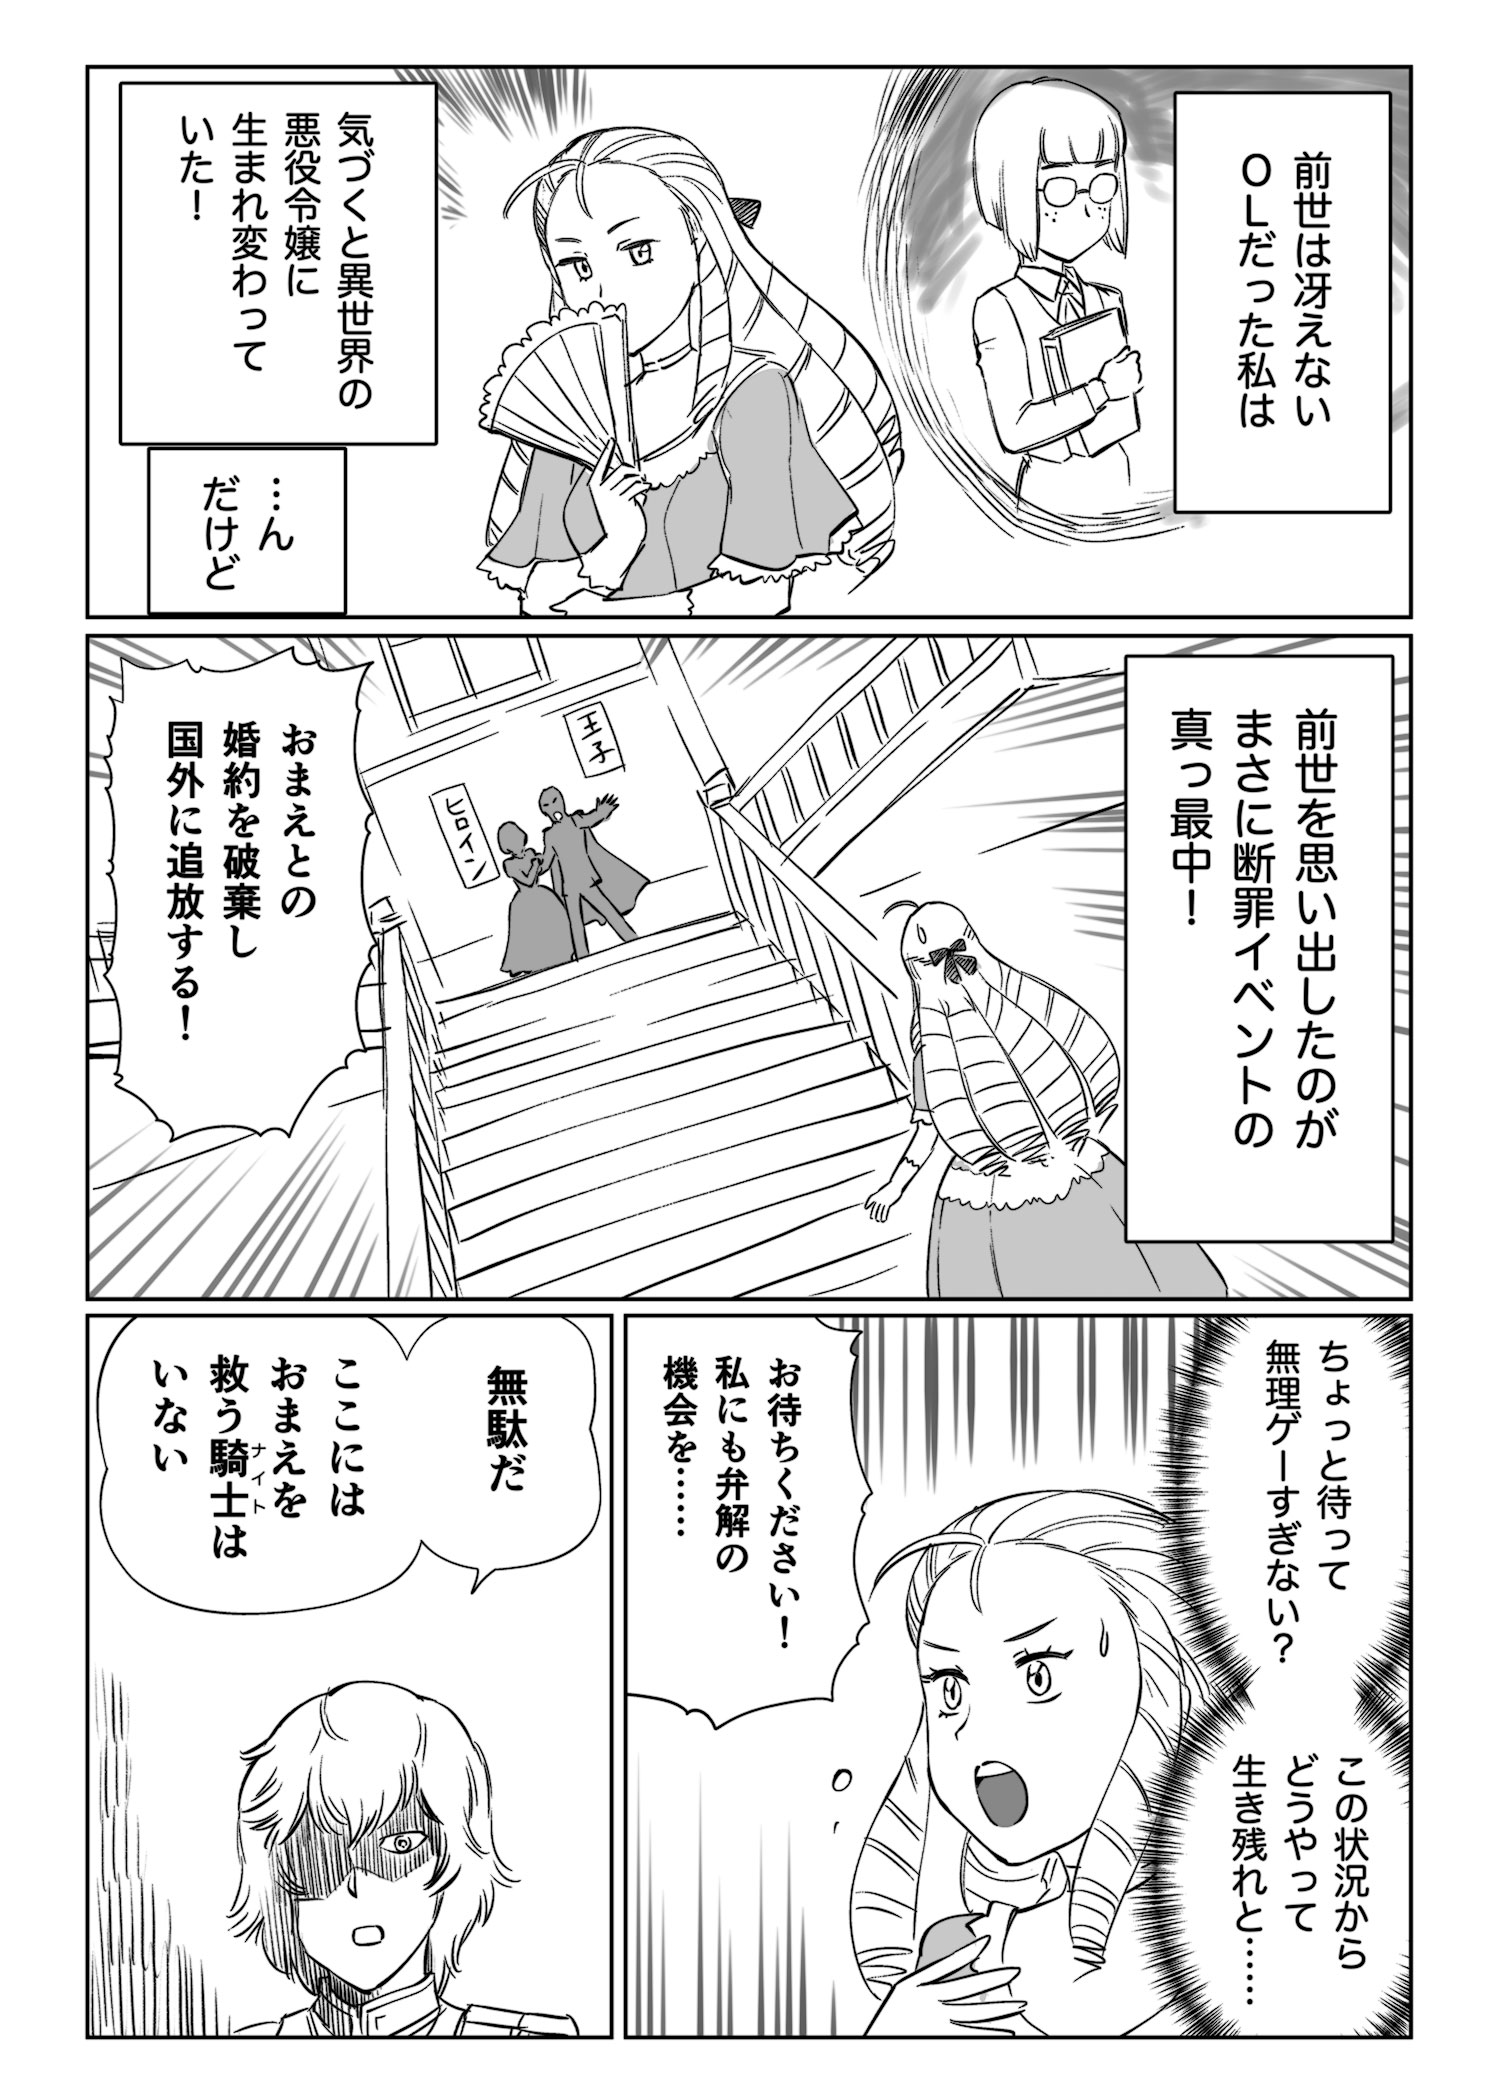 前世は冴えない
OLだった私は
気づくと異世界の
悪役令嬢に
生まれ変わって
いた！
…ん
だけど
前世を思い出したのが
まさに断罪イベントの
真っ最中！
王子
ヒロイン
おまえとの
婚約を破棄し
国外に追放する！
ちょっと待って
無理ゲーすぎない？
この状況から
どうやって
生き残れと……
お待ちください！
私にも弁解の
機会を……
無駄だ
ここには
おまえを
救う騎士は
ナイト
いない